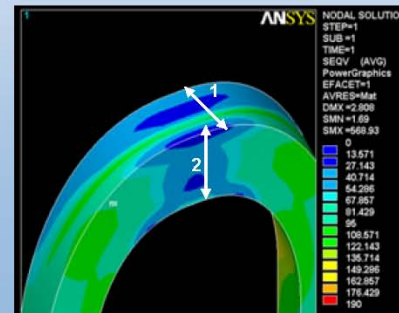 1
ANSYS
NODAL SOLUTIO
STEP=1
SUB =1
TIME=1
SEQV (AVG)
PowerGraphics
EFACET=1
AVRES=Mat
DMX =2.808
SMN =1.69
SMX =568.93
0
13.571
27.143
40.714
54.286
67.857
81.429
95
108.571
122.143
135.714
149.286
162.857
176.429
190
1
2